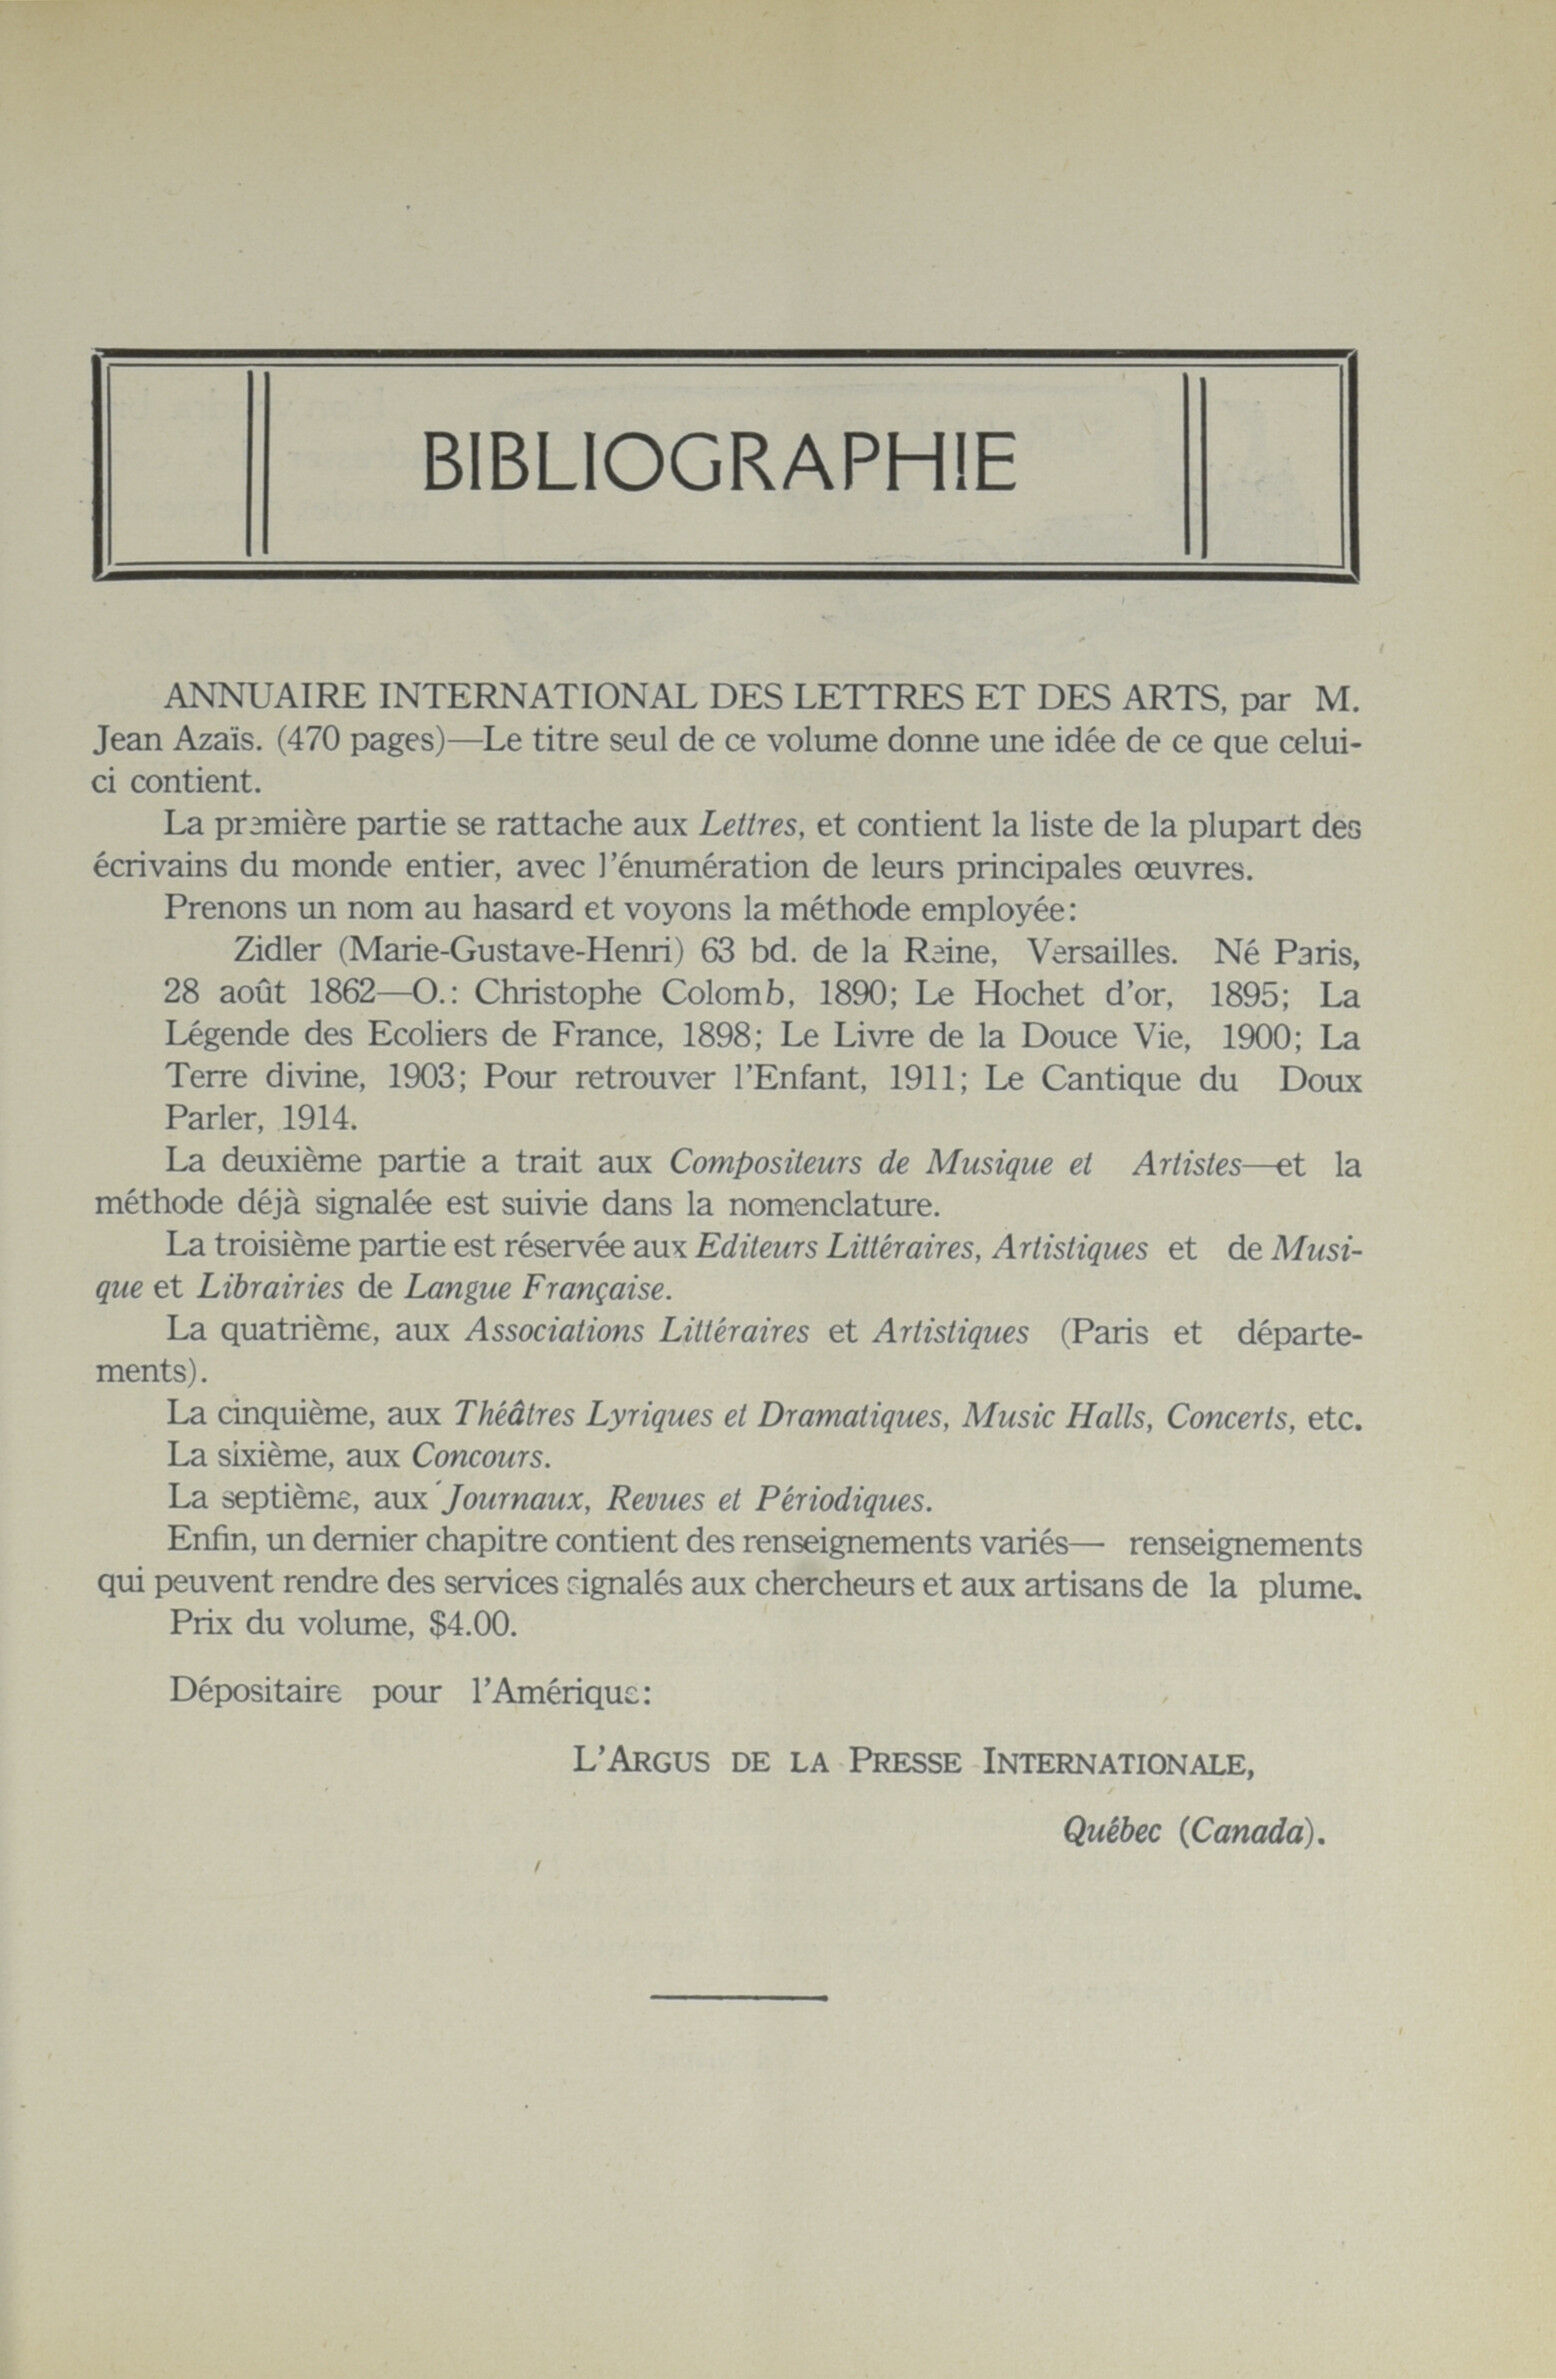 BIBLIOGRAPHIE
ANNUAIRE INTERNATIONAL DES LETTRES ET DES ARTS, par M.
Jean Azaïs. (470 pages)—Le titre seul de ce volume donne une idée de ce que celui-
ci contient.
La première partie se rattache aux Lettres, et contient la liste de la plupart des
écrivains du monde entier, avec l'énumération de leurs principales œuvres.
Prenons un nom au hasard et voyons la méthode employée:
Zidler (Marie-Gustave-Henri) 63 bd. de la Reine, Versailles. Né Paris,
28 août 1862—O.: Christophe Colomb, 1890; Le Hochet d'or, 1895; La
Légende des Ecoliers de France, 1898; Le Livre de la Douce Vie, 1900; La
Terre divine, 1903; Pour retrouver l'Enfant, 1911; Le Cantique du Doux
Parler, 1914.
La deuxième partie a trait aux Compositeurs de Musique et Artistes—et la
méthode déjà signalée est suivie dans la nomenclature.
La troisième partie est réservée aux Editeurs Littéraires, Artistiques et de Musi-
que et Librairies de Langue Française.
La quatrième, aux Associations Littéraires et Artistiques (Paris et départe-
ments).
La cinquième, aux Théâtres Lyriques et Dramatiques, Music Halls, Concerts, etc.
La sixième, aux Concours.
La septième, aux Journaux, Revues et Périodiques.
Enfin, un dernier chapitre contient des renseignements variés— renseignements
qui peuvent rendre des services signalés aux chercheurs et aux artisans de la plume.
Prix du volume, $4.00.
Dépositaire pour l'Amérique:
L'ARGUS DE LA PRESSE INTERNATIONALE,
Québec (Canada).